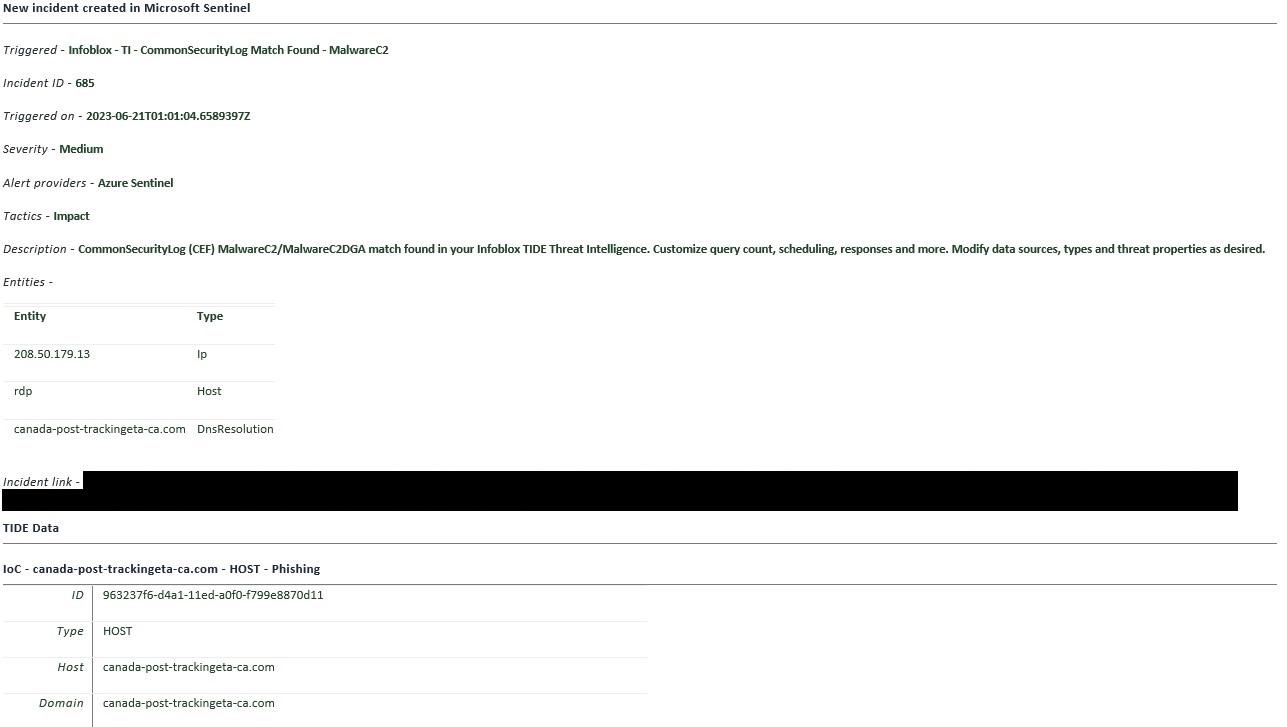 New incident created in Microsoft Sentinel
Triggered - Infoblox - TI - CommonSecurityLog Match Found - MalwareC2
Incident ID - 685
Triggered on - 2023-06-21T01:01:04.6589397Z
Severity - Medium
Alert providers - Azure Sentinel
Tactics - Impact
Description - CommonSecurityLog (CEF) MalwareC2/MalwareC2DGA match found in your Infoblox TIDE Threat Intelligence. Customize query count, scheduling, responses and more. Modify data sources, types and threat properties as desired.
Entities -
Entity Type
208.50.179.13 Ip
rdp Host
canada-post-trackingeta-ca.com DnsResolution
Incident link -
TIDE Data
IoC - canada-post-trackingeta-ca.com - HOST - Phishing
ID 963237f6-d4a1-11ed-a0f0-f799e8870d11
Type HOST
Host canada-post-trackingeta-ca.com
Domain canada-post-trackingeta-ca.com